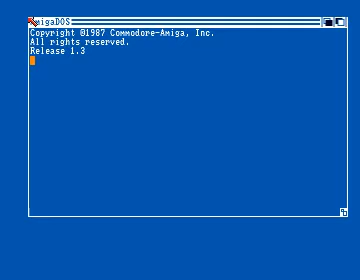 AmigaDOS
Copyright ©1987 Commodore-Amiga, Inc.
All rights reserved.
Release 1.3